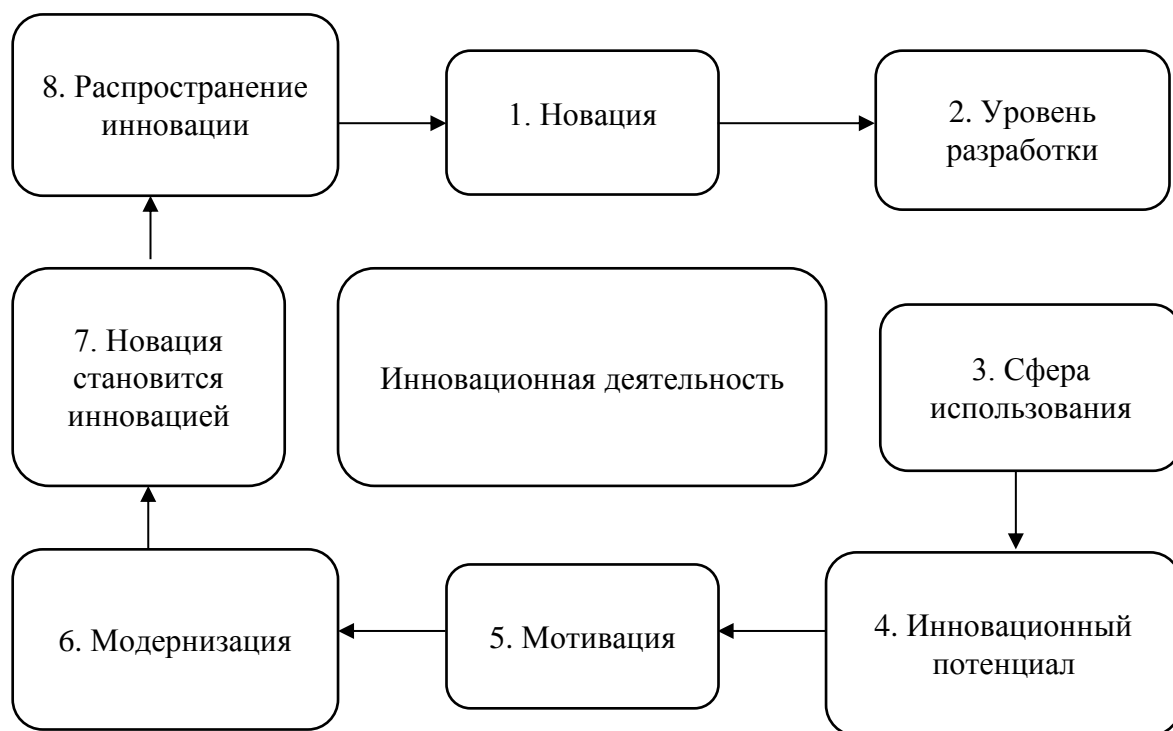 8. Распространение
инновации
1. Новация
2. Уровень
разработки
7. Новация
становится
инновацией
Инновационная деятельность
3. Сфера
использования
6. Модернизация
5. Мотивация
4. Инновационный
потенциал